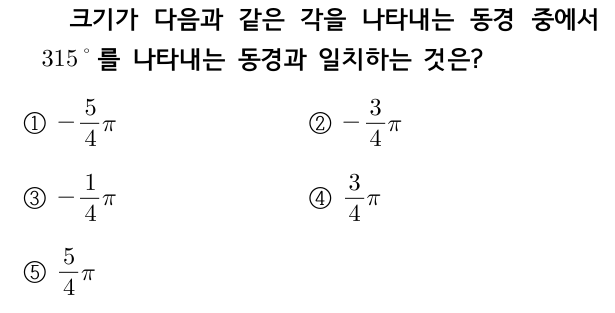 크기가 다음과 같은 각을 나타내는 동경 중에서
315°를 나타내는 동경과 일치하는 것은?
① $-\frac{5}{4}\pi$ ② $-\frac{3}{4}\pi$
③ $-\frac{1}{4}\pi$ ④ $\frac{3}{4}\pi$
⑤ $\frac{5}{4}\pi$